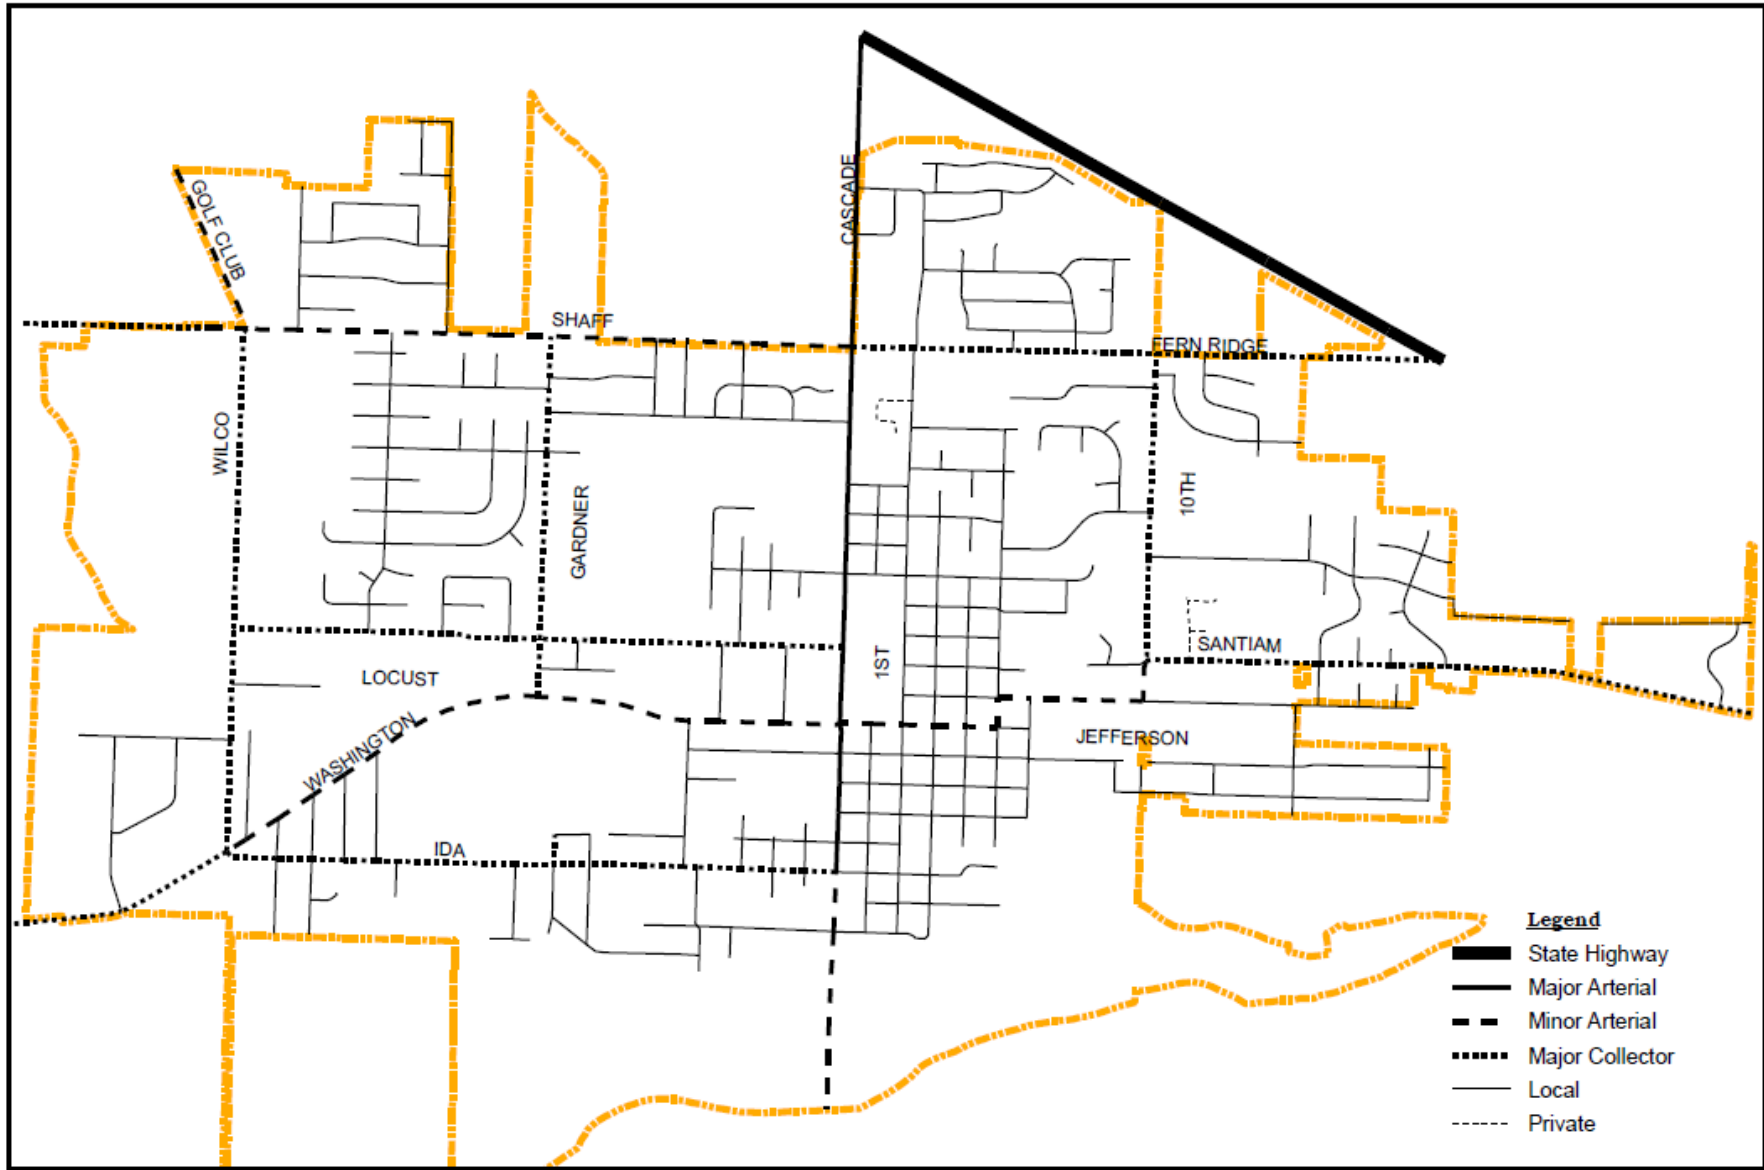 CASCADE
GOLF CLUB
SHAFF
FERN RIDGE
WILCO
GARDNER
10TH
1ST
SANTIAM
LOCUST
WASHINGTON
JEFFERSON
IDA
Legend
State Highway
Major Arterial
Minor Arterial
Major Collector
Local
Private